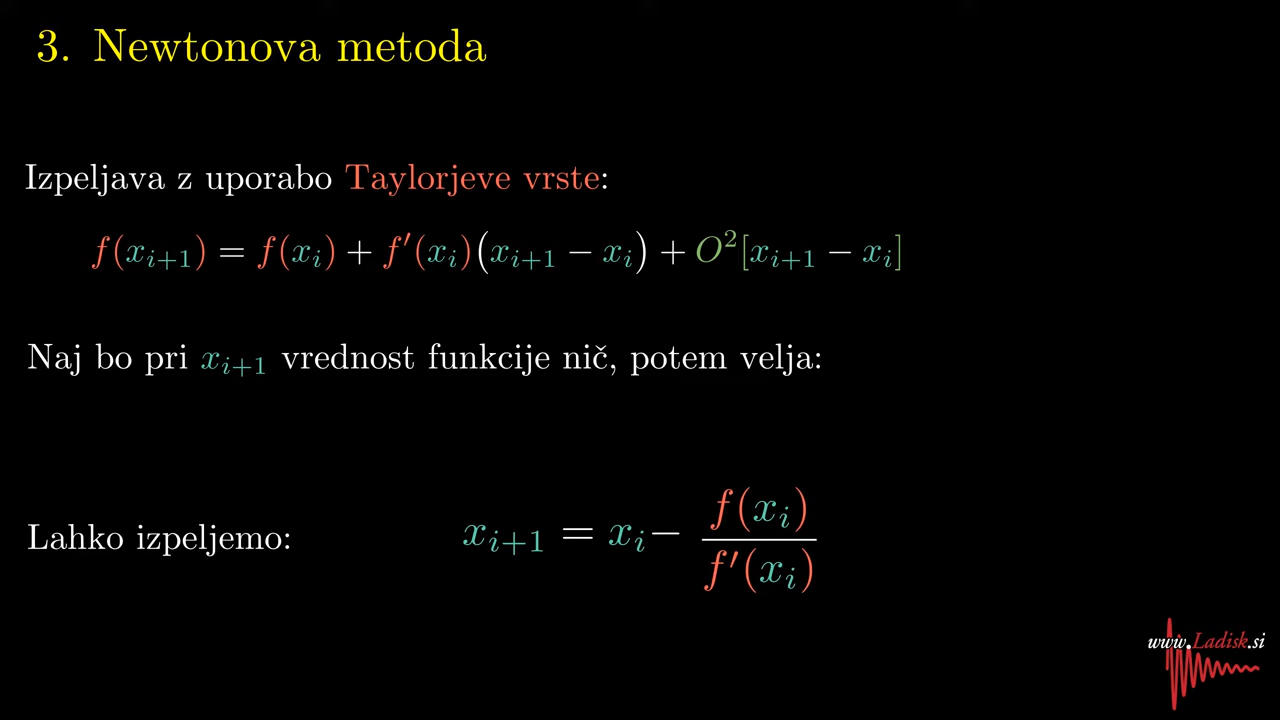 3. Newtonova metoda
Izpeljava z uporabo Taylorjeve vrste:
f(x_{i+1}) = f(x_i) + f'(x_i)(x_{i+1} − x_i) + O^2[x_{i+1} − x_i]
Naj bo pri x_{i+1} vrednost funkcije nič, potem velja:
Lahko izpeljemo: x_{i+1} = x_i − \frac{f(x_i)}{f'(x_i)}
www.Ladisk.si